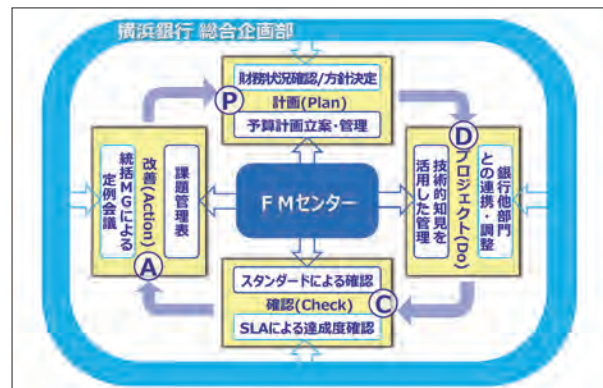 横浜銀行 総合企画部
財務状況確認/方針決定
P
計画(Plan)
予算計画立案・管理
D
銀行他部門
との連携・調整
プロジェクト(Do)
技術的知見を
活用した管理
FMセンター
課題管理表
改善(Action)
統括MGによる
定例会議
A
スタンダードによる確認
確認(Check)
C
SLAによる達成度確認